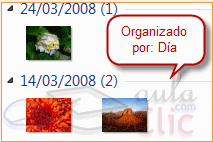 24/03/2008 (1)
Organizado
por: Día
14/03/2008 (2)
aula
Clic